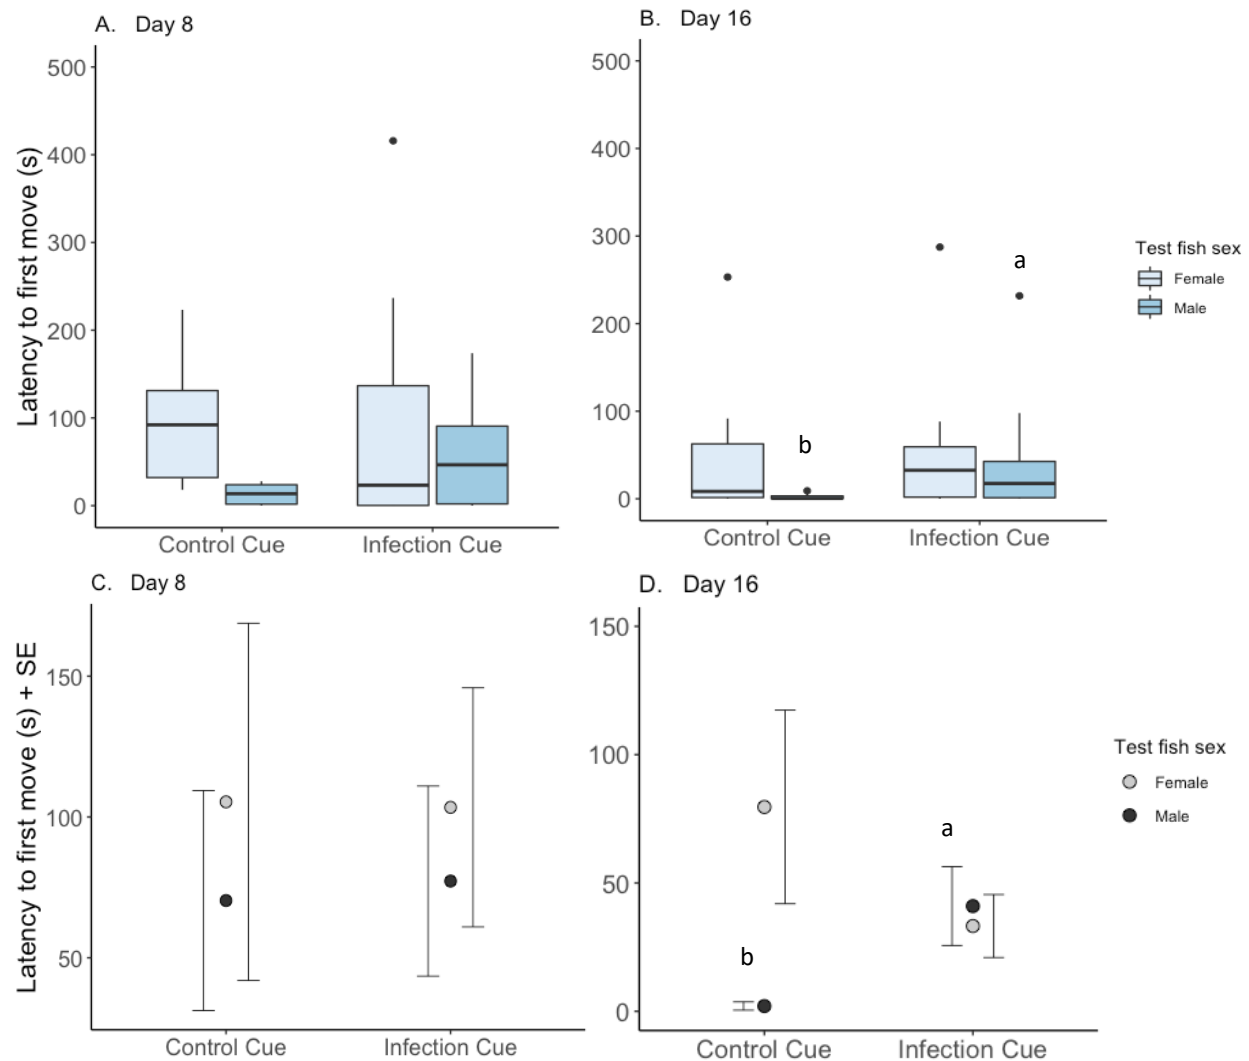 A. Day 8
B. Day 16
Latency to first move (s)
500
400
300
200
100
0
500
400
300
200
100
0
a
b
Test fish sex
Female
Male
Control Cue
Infection Cue
Control Cue
Infection Cue
C. Day 8
D. Day 16
Latency to first move (s) + SE
150
100
50
150
100
50
0
a
b
Test fish sex
Female
Male
Control Cue
Infection Cue
Control Cue
Infection Cue